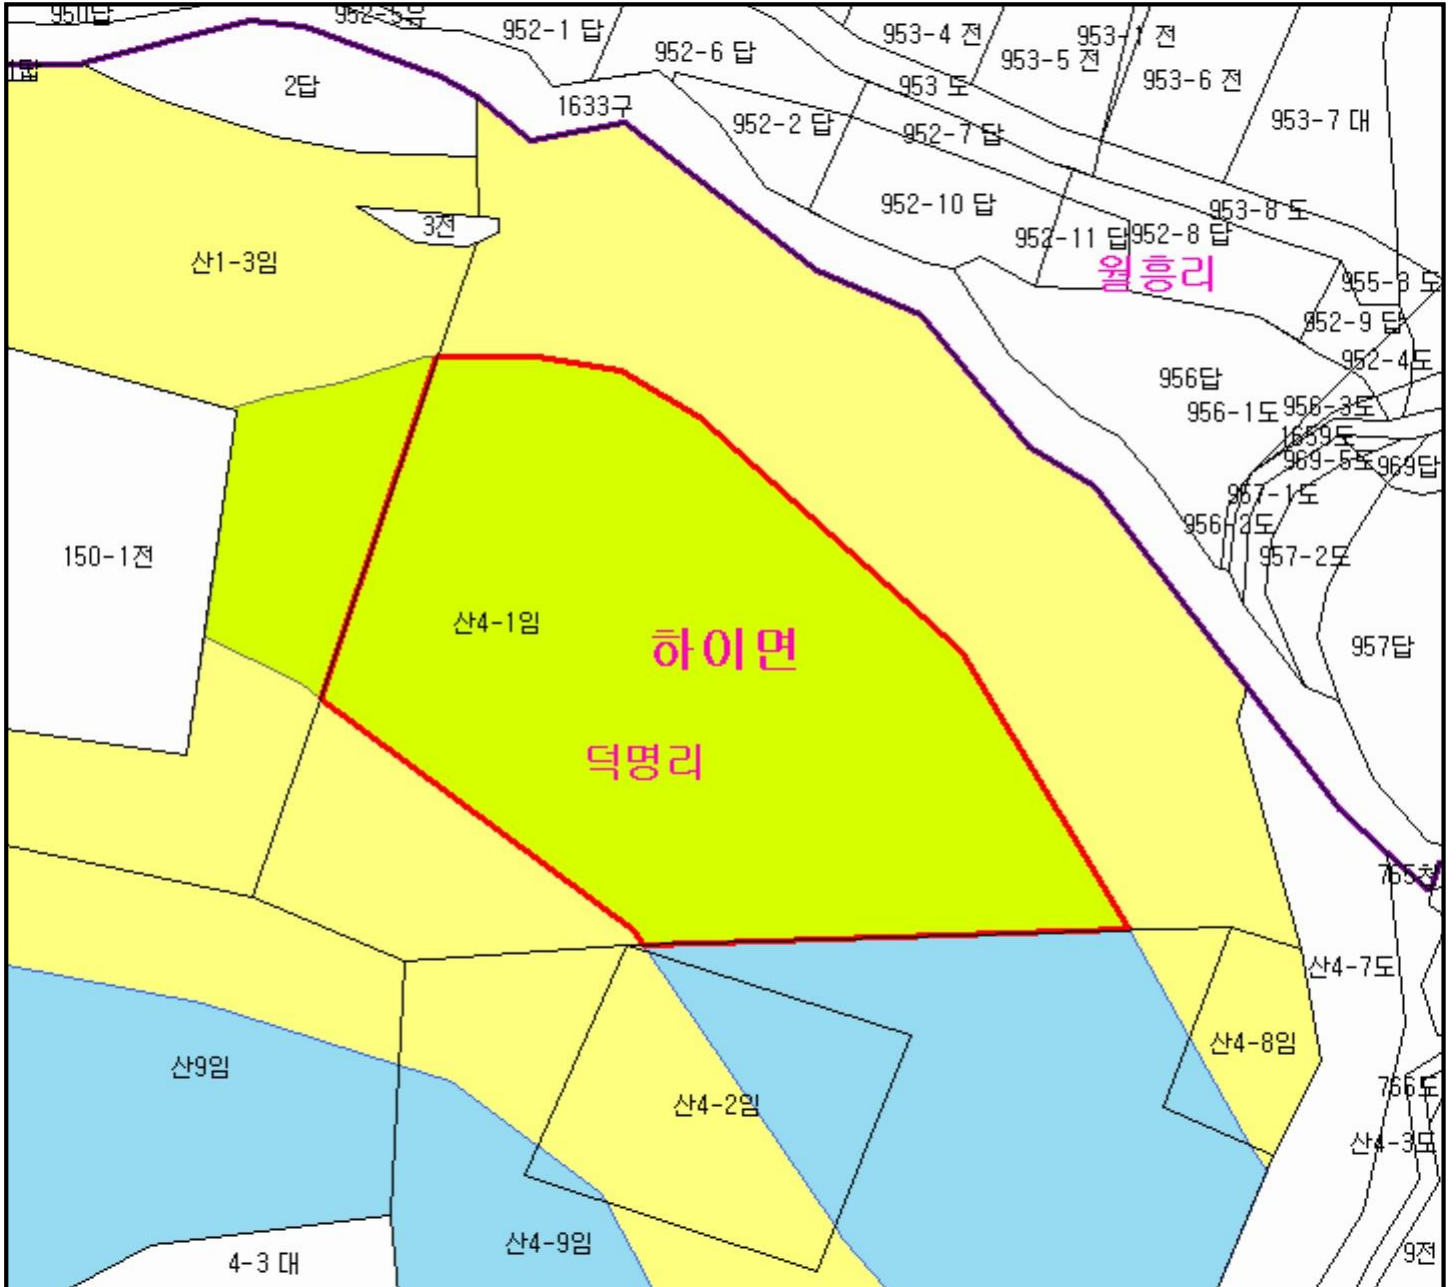 950답
952-1 답
952-6 답
953-4 전
953-1 전
953-5 전
953-6 전
953 도
2답
1633구
952-2 답
952-7 답
953-7 대
952-10 답
953-8 도
3전
952-11 답
952-8 답
산1-3임
월흥리
955-3 도
952-9 답
952-4도
956답
956-1도
956-3도
1659도
969-5도
969답
957-1도
956-2도
150-1전
957-2도
산4-1임
하이면
957답
덕명리
765천
산4-7도
산9임
산4-8임
766도
산4-2임
산4-3도
산4-9임
4-3 대
9전